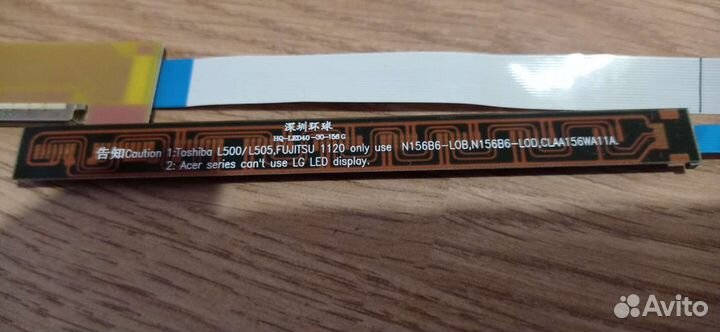 深圳环球
HQ-LED40-30-156G
告知Caution 1:Toshiba L500/L505,FUJITSU 1120 only use N156B6-L0B,N156B6-L0D,CLAA156WA11A.
2: Acer series can't use LG LED display.
Avito